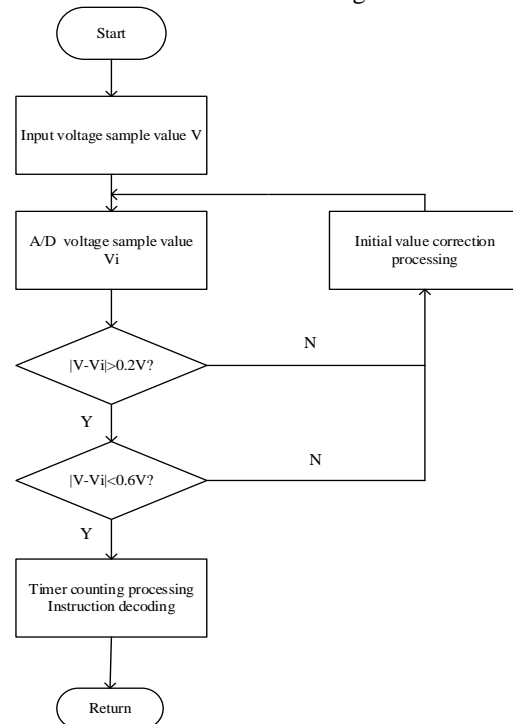 Start
Input voltage sample value V
A/D voltage sample value
Vi
Initial value correction
processing
|V-Vi|>0.2V?
N
Y
|V-Vi|<0.6V?
N
Y
Timer counting processing
Instruction decoding
Return